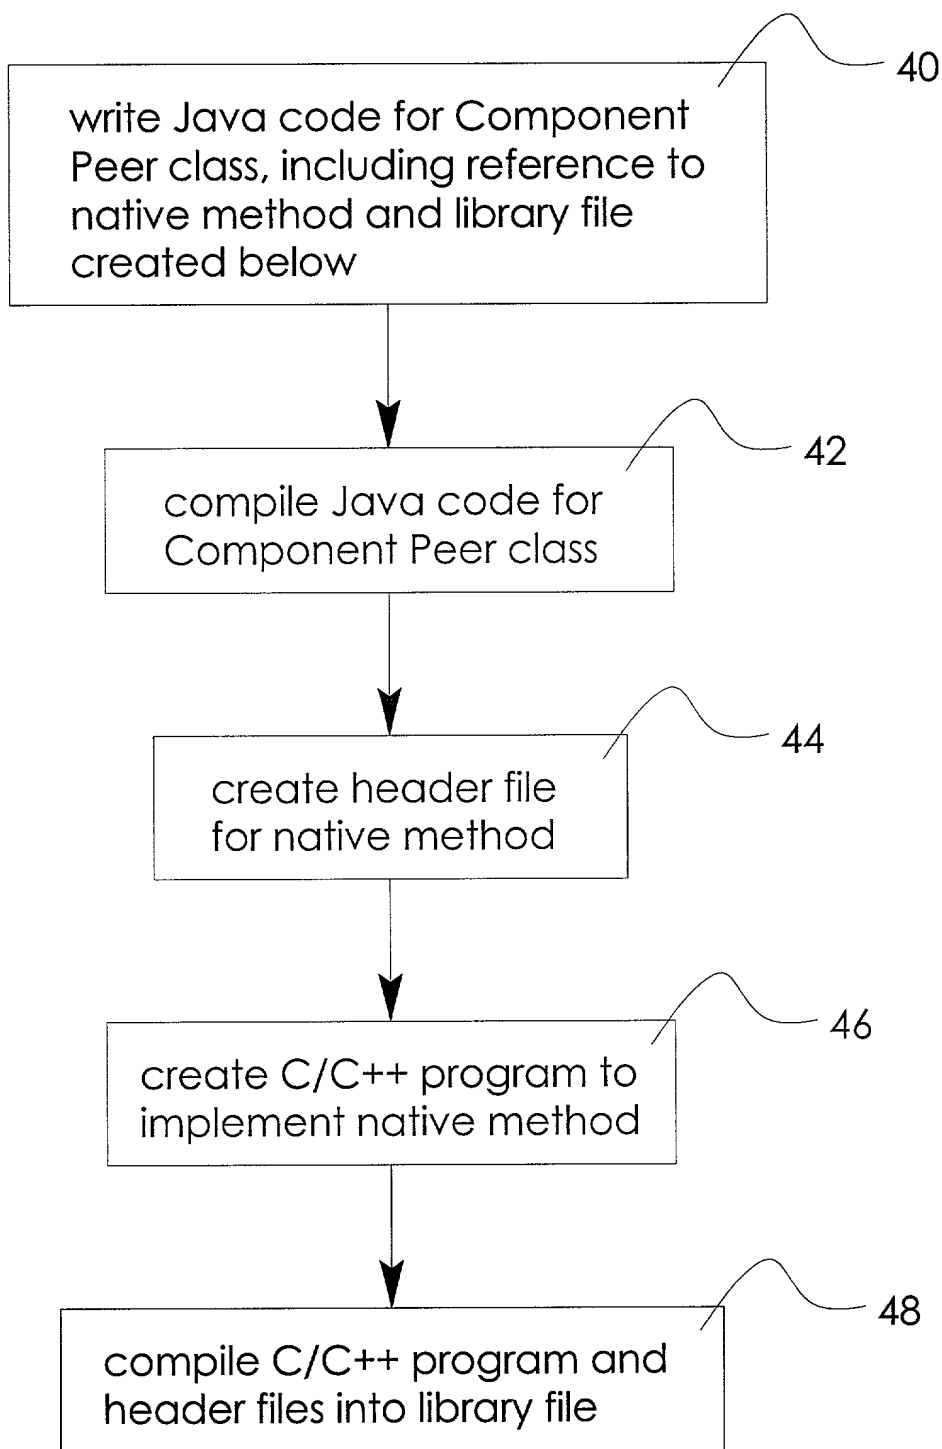 40
write Java code for Component
Peer class, including reference to
native method and library file
created below
42
compile Java code for
Component Peer class
44
create header file
for native method
46
create C/C++ program to
implement native method
48
compile C/C++ program and
header files into library file